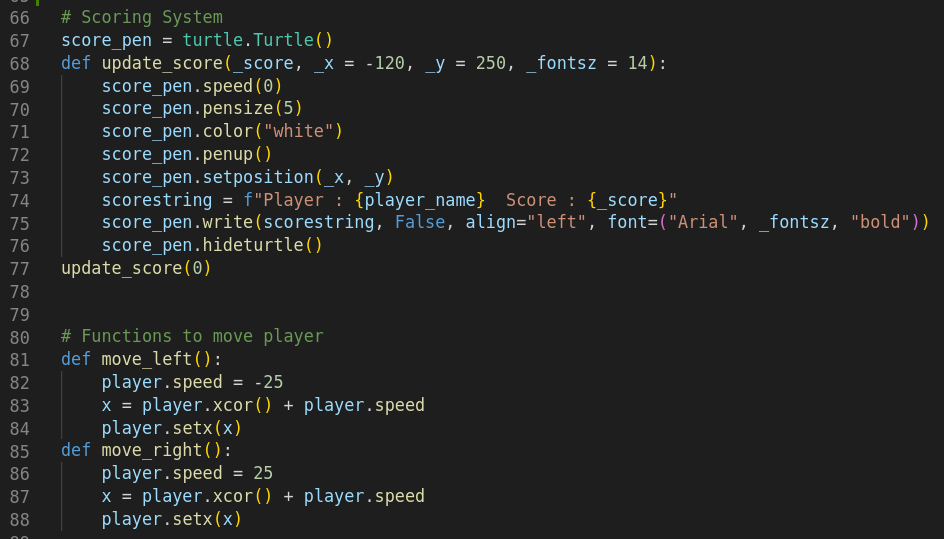 66 # Scoring System
67 score_pen = turtle.Turtle()
68 def update_score(_score, _x = -120, _y = 250, _fontsz = 14):
69     score_pen.speed(0)
70     score_pen.pensize(5)
71     score_pen.color("white")
72     score_pen.penup()
73     score_pen.setposition(_x, _y)
74     scorestring = f"Player : {player_name}  Score : {_score}"
75     score_pen.write(scorestring, False, align="left", font=("Arial", _fontsz, "bold"))
76     score_pen.hideturtle()
77 update_score(0)
78
79
80 # Functions to move player
81 def move_left():
82     player.speed = -25
83     x = player.xcor() + player.speed
84     player.setx(x)
85 def move_right():
86     player.speed = 25
87     x = player.xcor() + player.speed
88     player.setx(x)